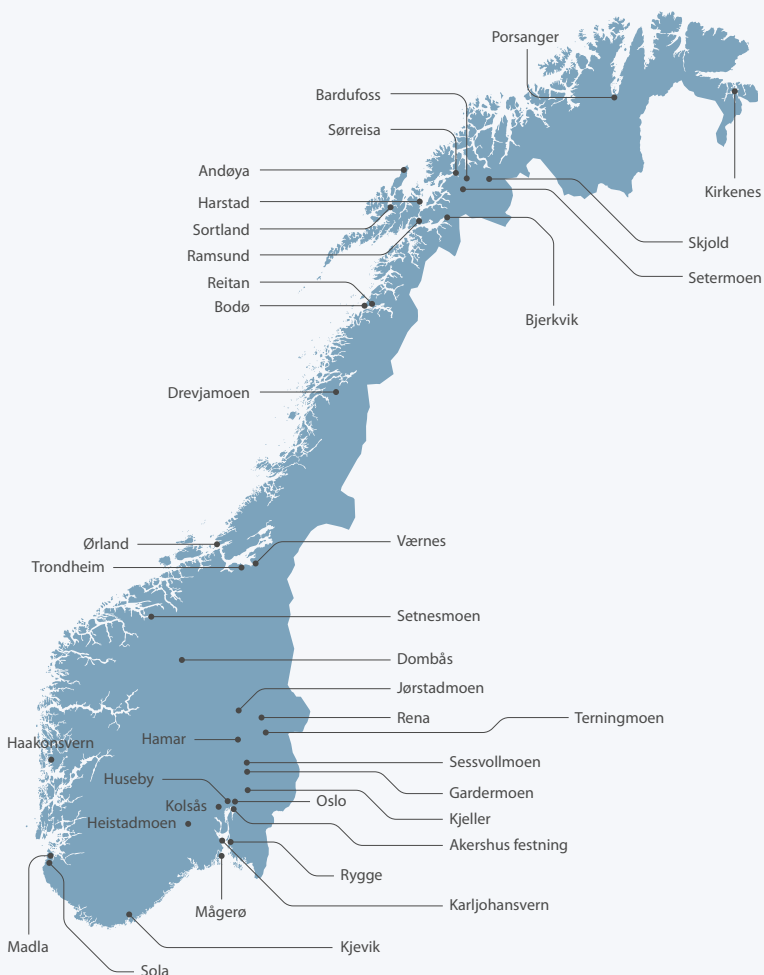 Porsanger
Bardufoss
Sørreisa
Andøya
Kirkenes
Harstad
Sortland
Skjold
Ramsund
Setermoen
Reitan
Bodø
Bjerkvik
Drevjamoen
Ørland
Værnes
Trondheim
Setnesmoen
Dombås
Jørstadmoen
Rena
Terningmoen
Haakonsvern
Hamar
Sessvollmoen
Huseby
Gardermoen
Kolsås
Oslo
Kjeller
Heistadmoen
Akershus festning
Rygge
Mågerø
Karljohansvern
Madla
Kjevik
Sola